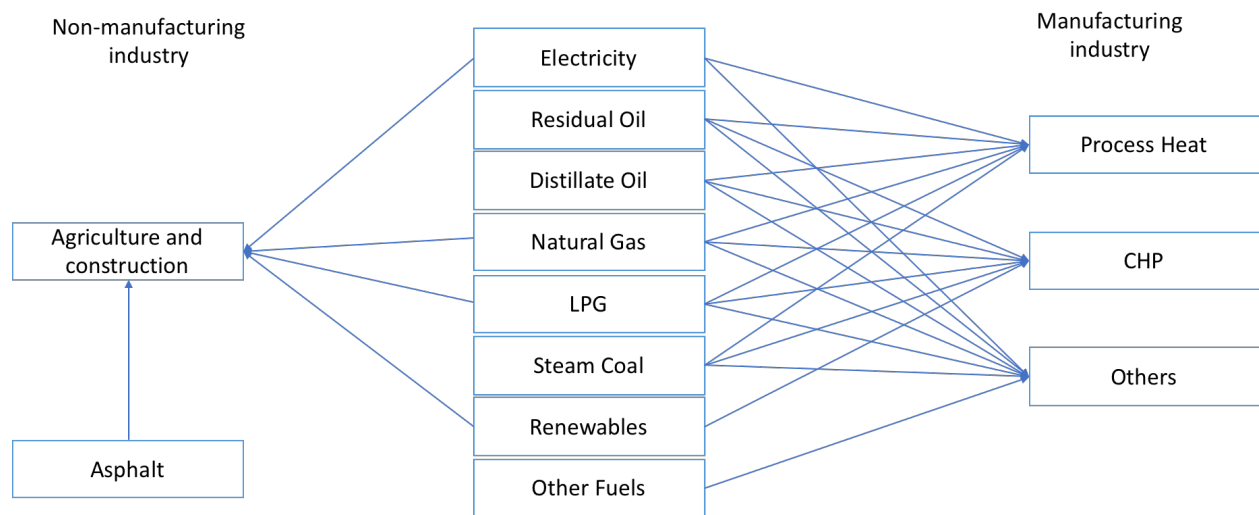 Non-manufacturing
industry
Manufacturing
industry
Electricity
Residual Oil
Distillate Oil
Natural Gas
LPG
Steam Coal
Renewables
Other Fuels
Agriculture and
construction
Asphalt
Process Heat
CHP
Others